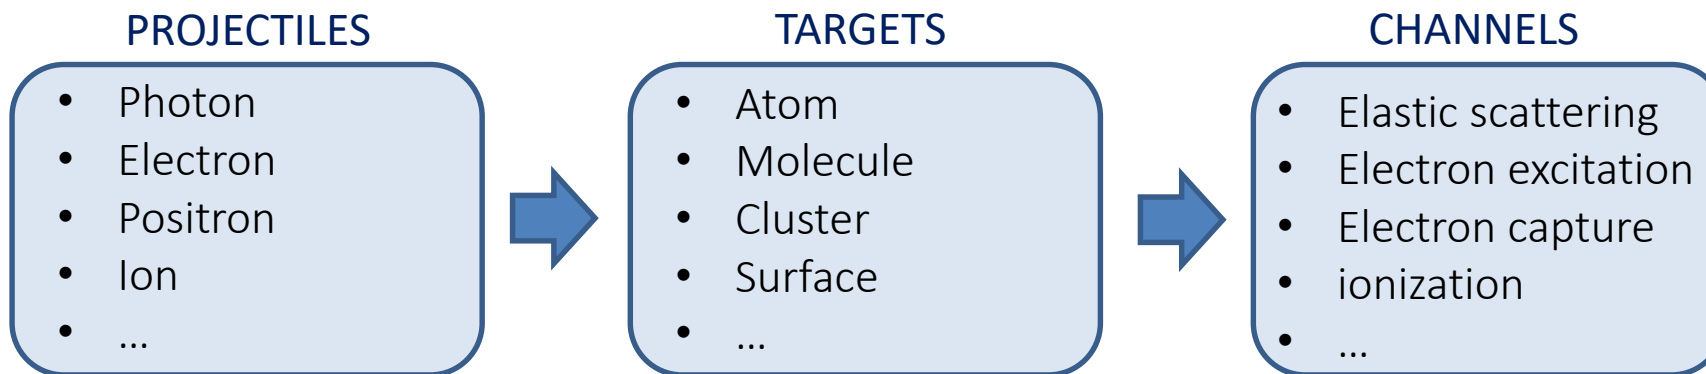 PROJECTILES
• Photon
• Electron
• Positron
• Ion
• ...
TARGETS
• Atom
• Molecule
• Cluster
• Surface
• ...
CHANNELS
• Elastic scattering
• Electron excitation
• Electron capture
• ionization
• ...